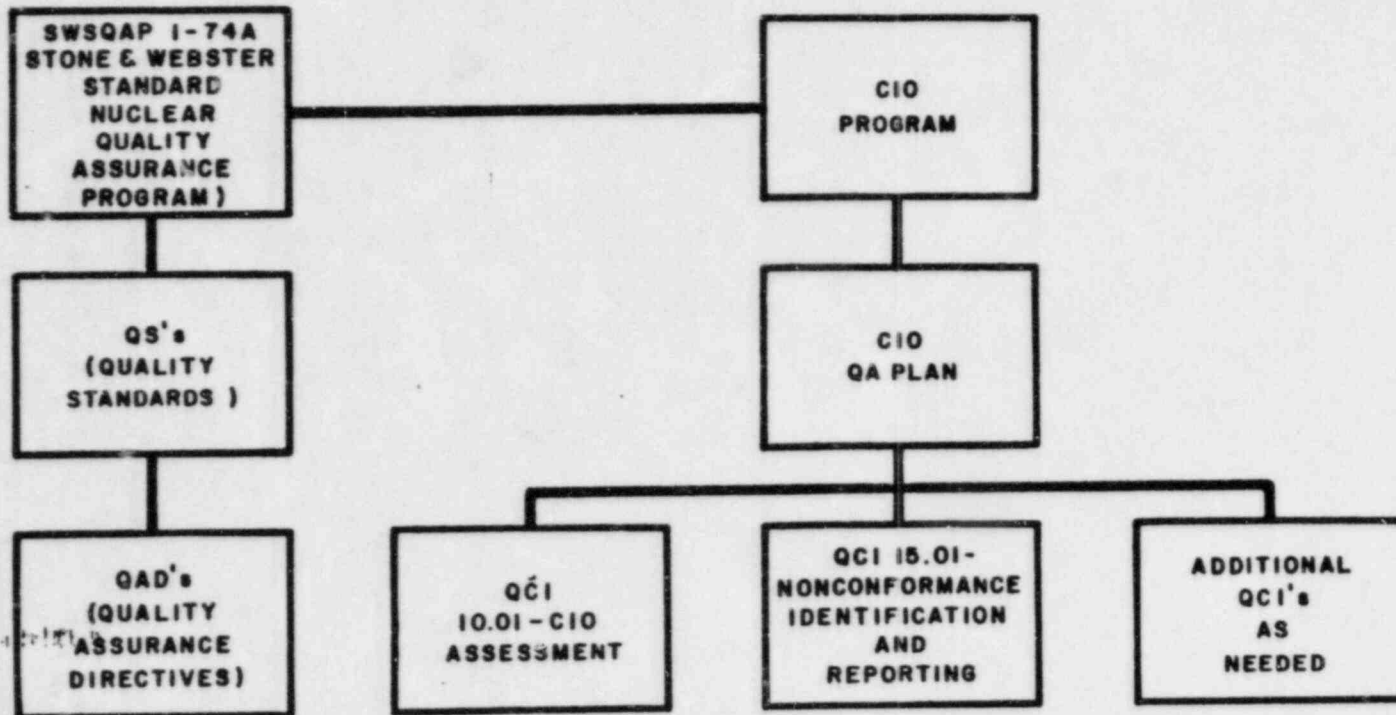 SWSQAP 1-74A
STONE & WEBSTER
STANDARD
NUCLEAR
QUALITY
ASSURANCE
PROGRAM)
CIO
PROGRAM
QS's
(QUALITY
STANDARDS )
CIO
QA PLAN
QAD's
(QUALITY
ASSURANCE
DIRECTIVES)
QCI
10.01-CIO
ASSESSMENT
QCI 15.01-
NONCONFORMANCE
IDENTIFICATION
AND
REPORTING
ADDITIONAL
QCI's
AS
NEEDED